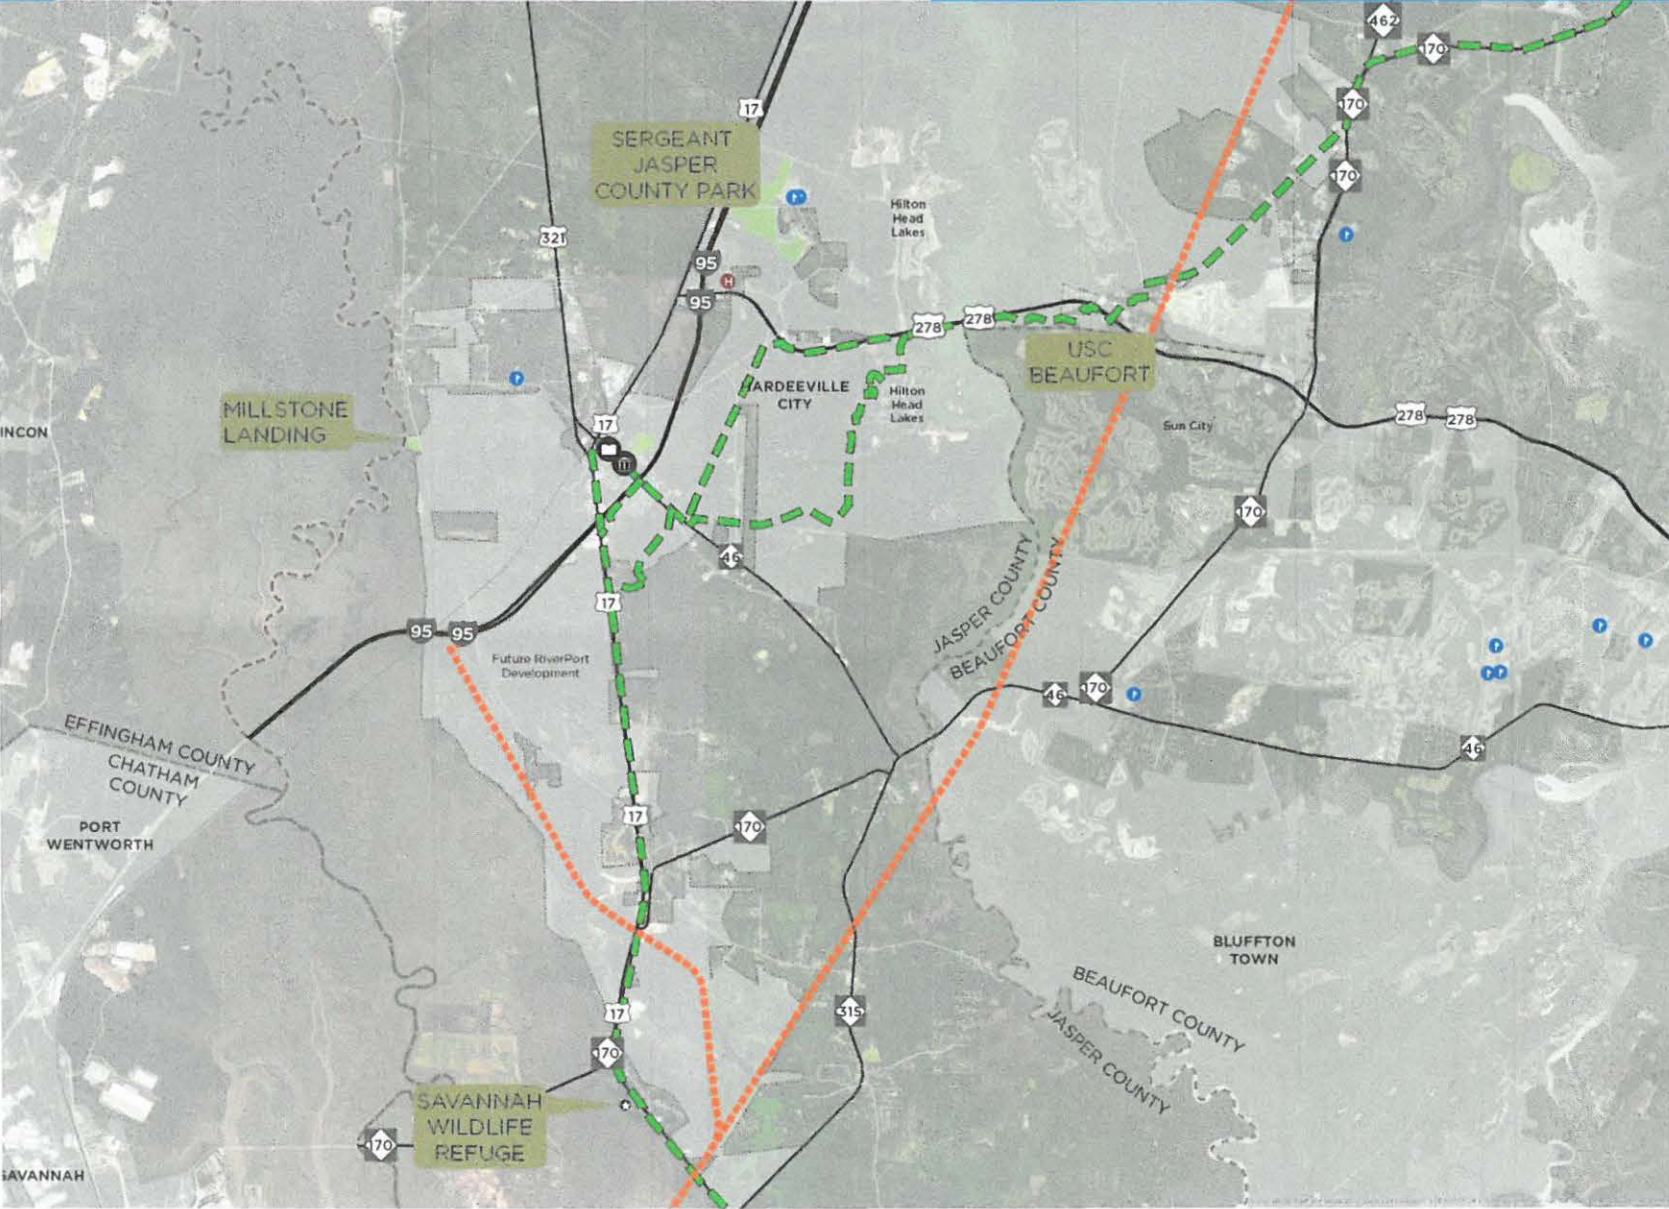 462
170
17
SERGEANT
JASPER
COUNTY PARK
170
170
Hilton
Head
Lakes
321
95
H
95
278
278
USC
BEAUFORT
HARDEEVILLE
CITY
Hilton
Head
Lakes
MILLSTONE
LANDING
INCON
17
Sun City
278
278
170
46
JASPER COUNTY
BEAUFORT COUNTY
17
95
95
Future RiverPort
Development
46
170
46
EFFINGHAM COUNTY
CHATHAM
COUNTY
PORT
WENTWORTH
17
170
BLUFFTON
TOWN
BEAUFORT COUNTY
JASPER COUNTY
17
315
170
SAVANNAH
WILDLIFE
REFUGE
170
SAVANNAH